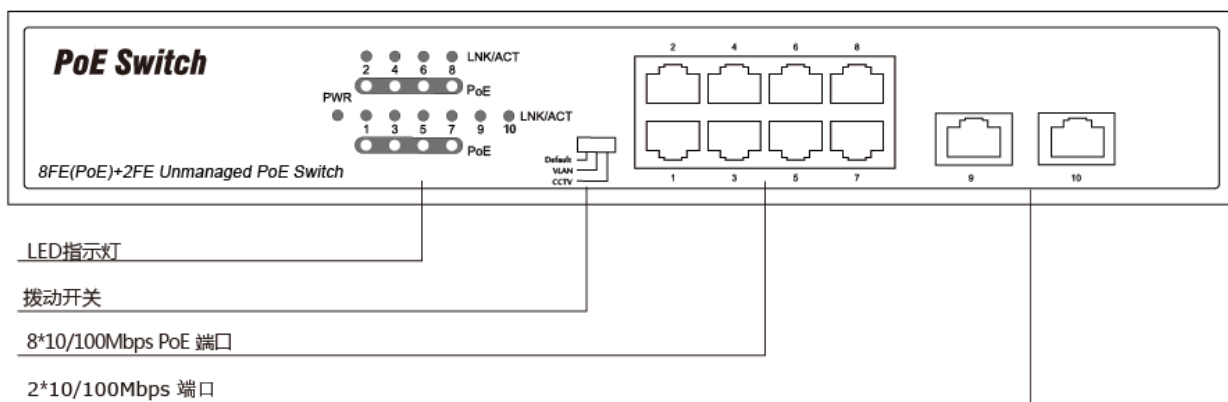 PoE Switch
2 4 6 8 LNK/ACT
PoE
PWR
1 3 5 7 9 10 LNK/ACT
PoE
Default
VLAN
CCTV
8FE(PoE)+2FE Unmanaged PoE Switch
2 4 6 8
1 3 5 7
9 10
LED指示灯
拨动开关
8*10/100Mbps PoE 端口
2*10/100Mbps 端口